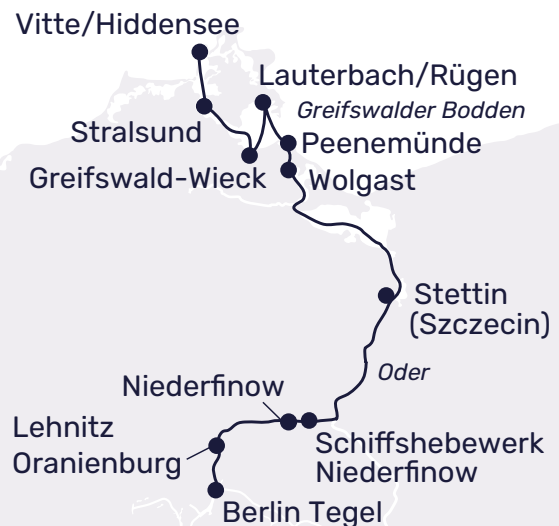 Vitte/Hiddensee
Lauterbach/Rügen
Greifswalder Bodden
Stralsund
Peenemünde
Greifswald-Wieck
Wolgast
Stettin
(Szczecin)
Oder
Niederfinow
Lehnitz
Oranienburg
Schiffshebewerk
Niederfinow
Berlin Tegel